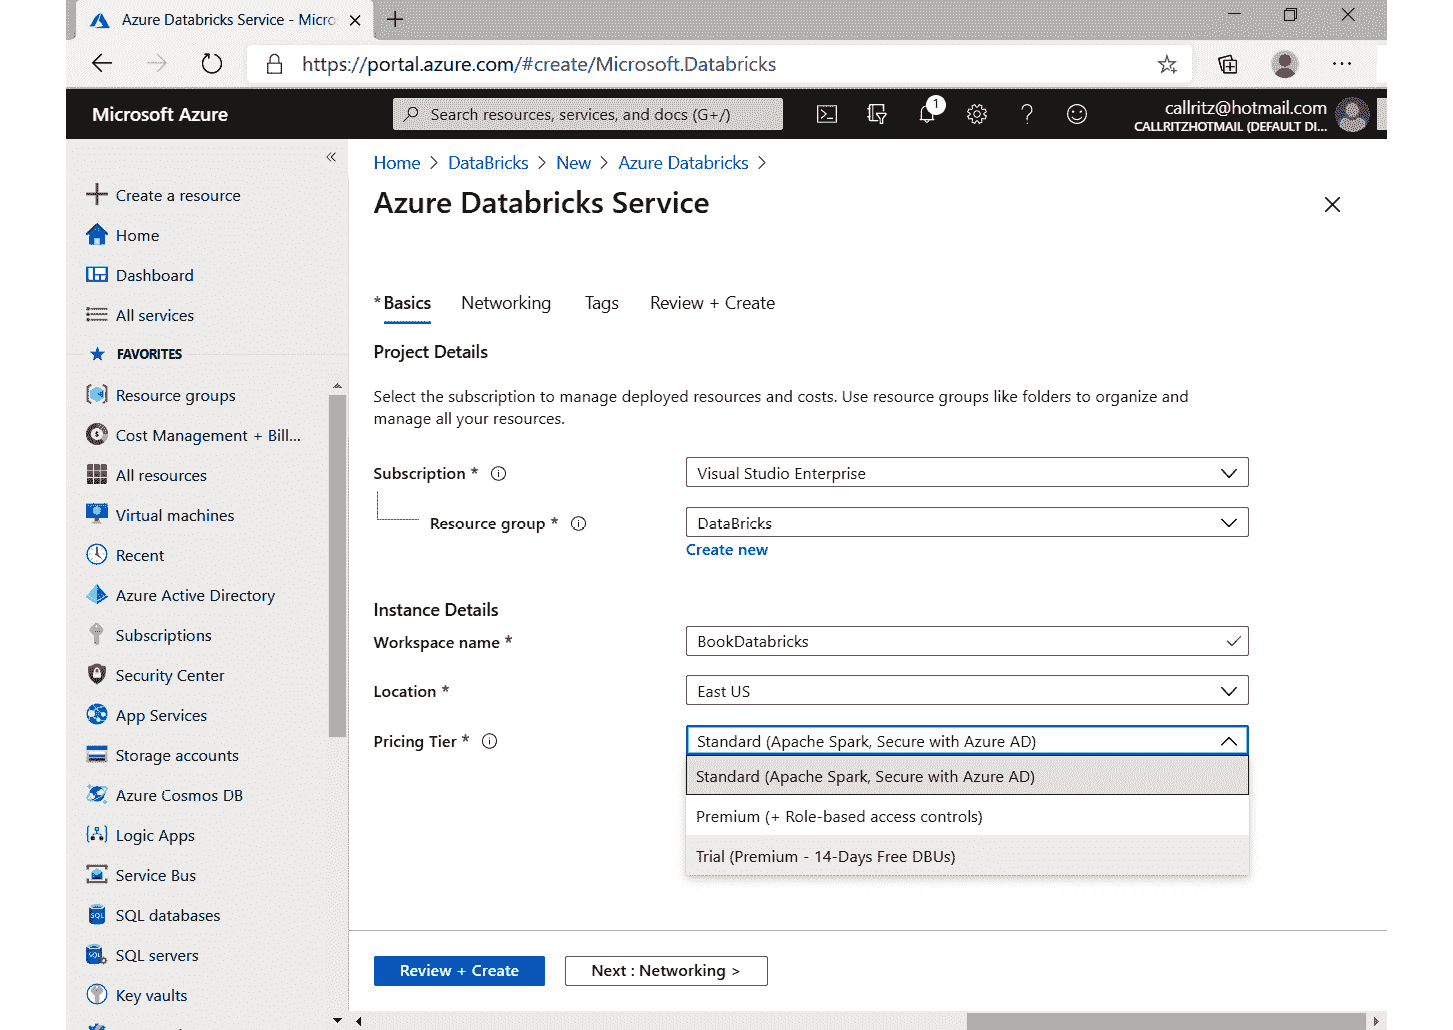 Azure Databricks Service - Micro
https://portal.azure.com/#create/Microsoft.Databricks
Microsoft Azure
Search resources, services, and docs (G+/)
1
callritz@hotmail.com
CALLRITZHOTMAIL (DEFAULT DI...
Home > DataBricks > New > Azure Databricks >
Azure Databricks Service
Create a resource
Home
Dashboard
All services
FAVORITES
Resource groups
Cost Management + Bill...
All resources
Virtual machines
Recent
Azure Active Directory
Subscriptions
Security Center
App Services
Storage accounts
Azure Cosmos DB
Logic Apps
Service Bus
SQL databases
SQL servers
Key vaults
* Basics Networking Tags Review + Create
Project Details
Select the subscription to manage deployed resources and costs. Use resource groups like folders to organize and
manage all your resources.
Subscription * Visual Studio Enterprise
Resource group * DataBricks
Create new
Instance Details
Workspace name * BookDatabricks
Location * East US
Pricing Tier * Standard (Apache Spark, Secure with Azure AD)
Standard (Apache Spark, Secure with Azure AD)
Premium (+ Role-based access controls)
Trial (Premium - 14-Days Free DBUs)
Review + Create Next : Networking >